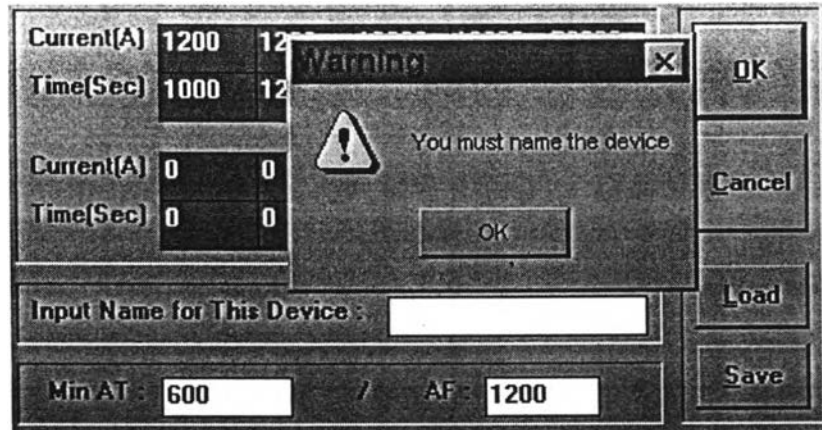 Current(A) 1200
Time(Sec) 1000
Current(A) 0 0
Time(Sec) 0 0
Warning
You must name the device
OK
Input Name for This Device :
Min AT : 600 / AF : 1200
OK
Cancel
Load
Save